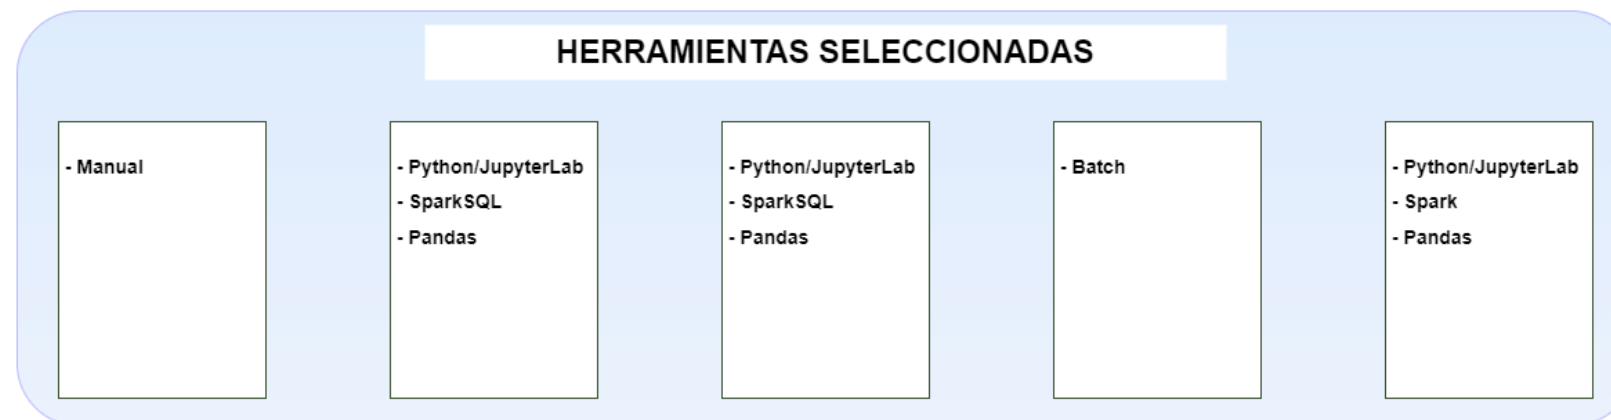 HERRAMIENTAS SELECCIONADAS
- Manual
- Python/JupyterLab
- SparkSQL
- Pandas
- Python/JupyterLab
- SparkSQL
- Pandas
- Batch
- Python/JupyterLab
- Spark
- Pandas